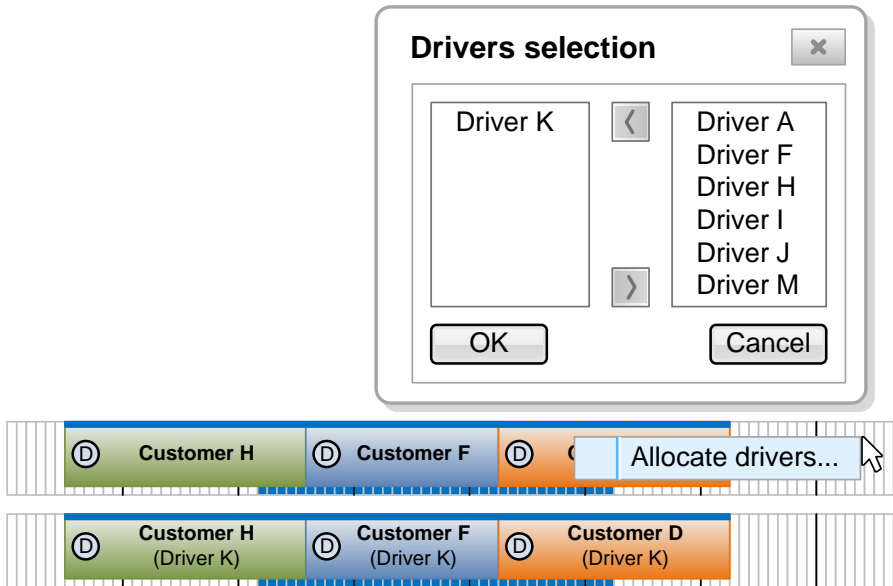 Drivers selection
Driver K
Driver A
Driver F
Driver H
Driver I
Driver J
Driver M
OK
Cancel
D Customer H D Customer F D C
Allocate drivers...
D Customer H D Customer F D Customer D
(Driver K) (Driver K) (Driver K)